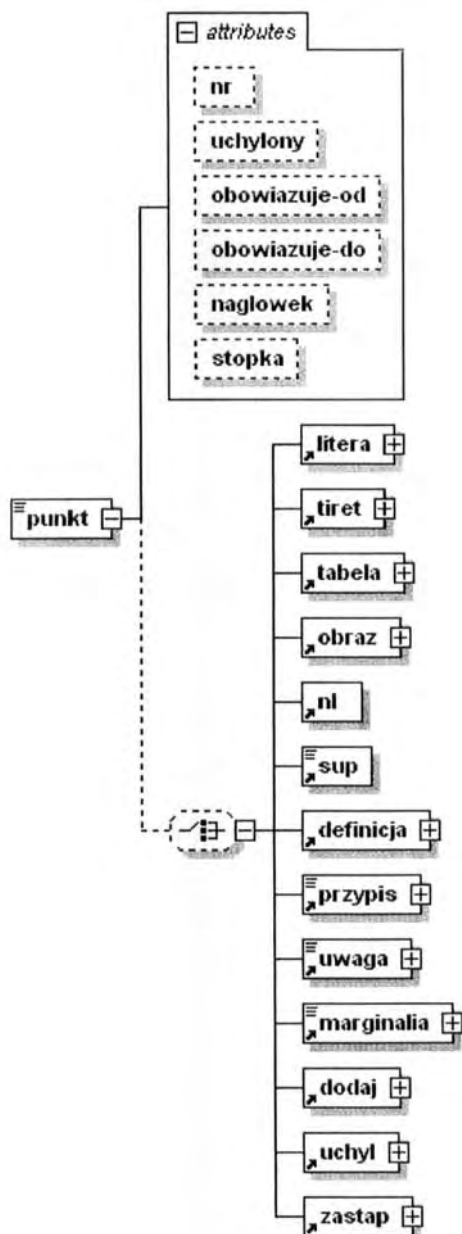 attributes
nr
uchylony
obowiazuje-od
obowiazuje-do
naglowek
stopka
punkt
litera
tiret
tabela
obraz
nl
sup
definicja
przypis
uwaga
marginalia
dodaj
uchyl
zastap